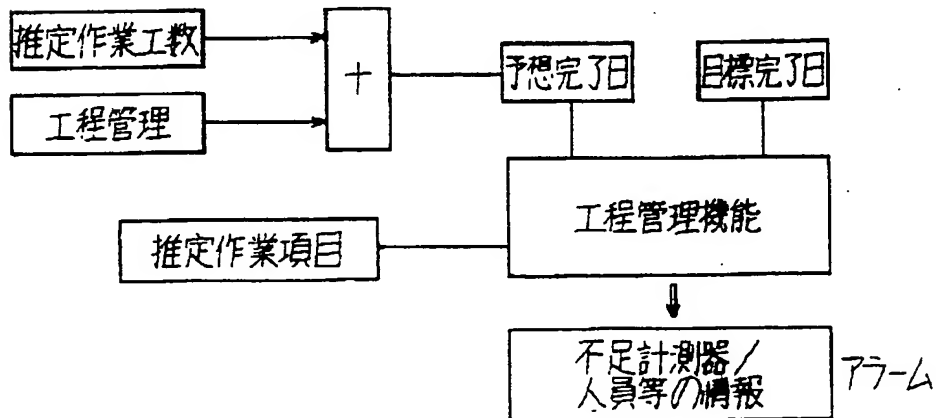 推定作業工数
工程管理
+
予想完了日
目標完了日
推定作業項目
工程管理機能
不足計測器/
人員等の情報
アラーム